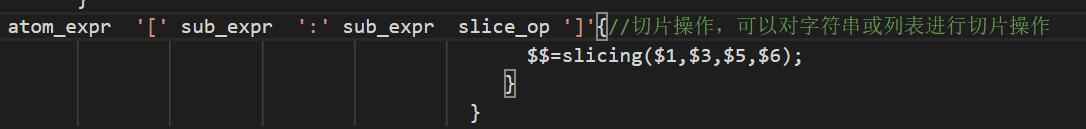 }
atom_expr '[' sub_expr ':' sub_expr slice_op ']'{//切片操作，可以对字符串或列表进行切片操作
$$=slicing($1,$3,$5,$6);
}
}